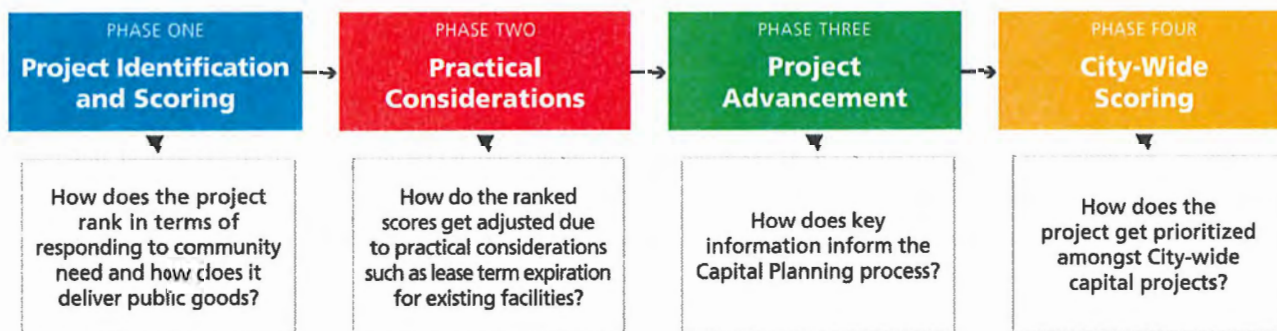 PHASE ONE
Project Identification
and Scoring
How does the project
rank in terms of
responding to community
need and how does it
deliver public goods?
PHASE TWO
Practical
Considerations
How do the ranked
scores get adjusted due
to practical considerations
such as lease term expiration
for existing facilities?
PHASE THREE
Project
Advancement
How does key
information inform the
Capital Planning process?
PHASE FOUR
City-Wide
Scoring
How does the
project get prioritized
amongst City-wide
capital projects?